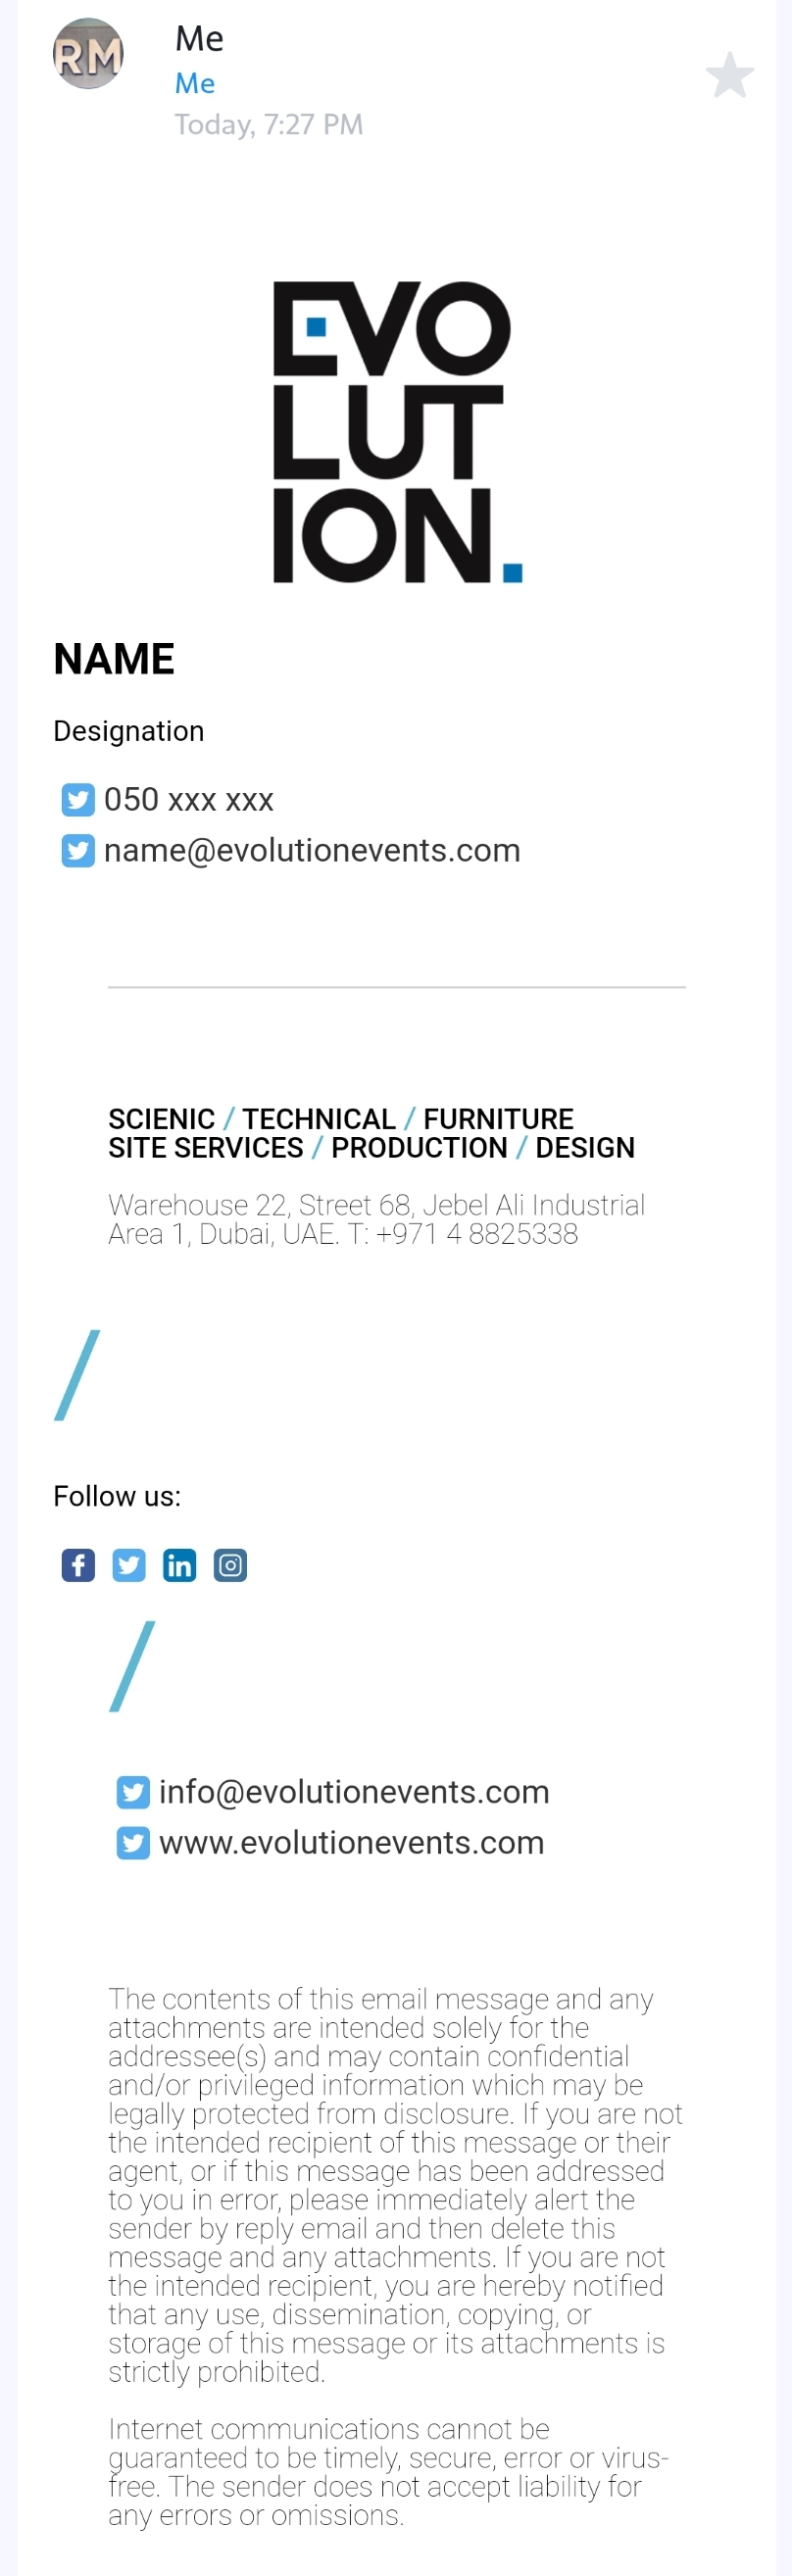 RM
Me
Me
Today, 7:27 PM
EVO
LUT
ION.
NAME
Designation
050 xxx xxx
name@evolutionevents.com
SCIENIC / TECHNICAL / FURNITURE
SITE SERVICES / PRODUCTION / DESIGN
Warehouse 22, Street 68, Jebel Ali Industrial
Area 1, Dubai, UAE. T: +971 4 8825338
/
Follow us:
f in
/
info@evolutionevents.com
www.evolutionevents.com
The contents of this email message and any
attachments are intended solely for the
addressee(s) and may contain confidential
and/or privileged information which may be
legally protected from disclosure. If you are not
the intended recipient of this message or their
agent, or if this message has been addressed
to you in error, please immediately alert the
sender by reply email and then delete this
message and any attachments. If you are not
the intended recipient, you are hereby notified
that any use, dissemination, copying, or
storage of this message or its attachments is
strictly prohibited.
Internet communications cannot be
guaranteed to be timely, secure, error or virus-
free. The sender does not accept liability for
any errors or omissions.